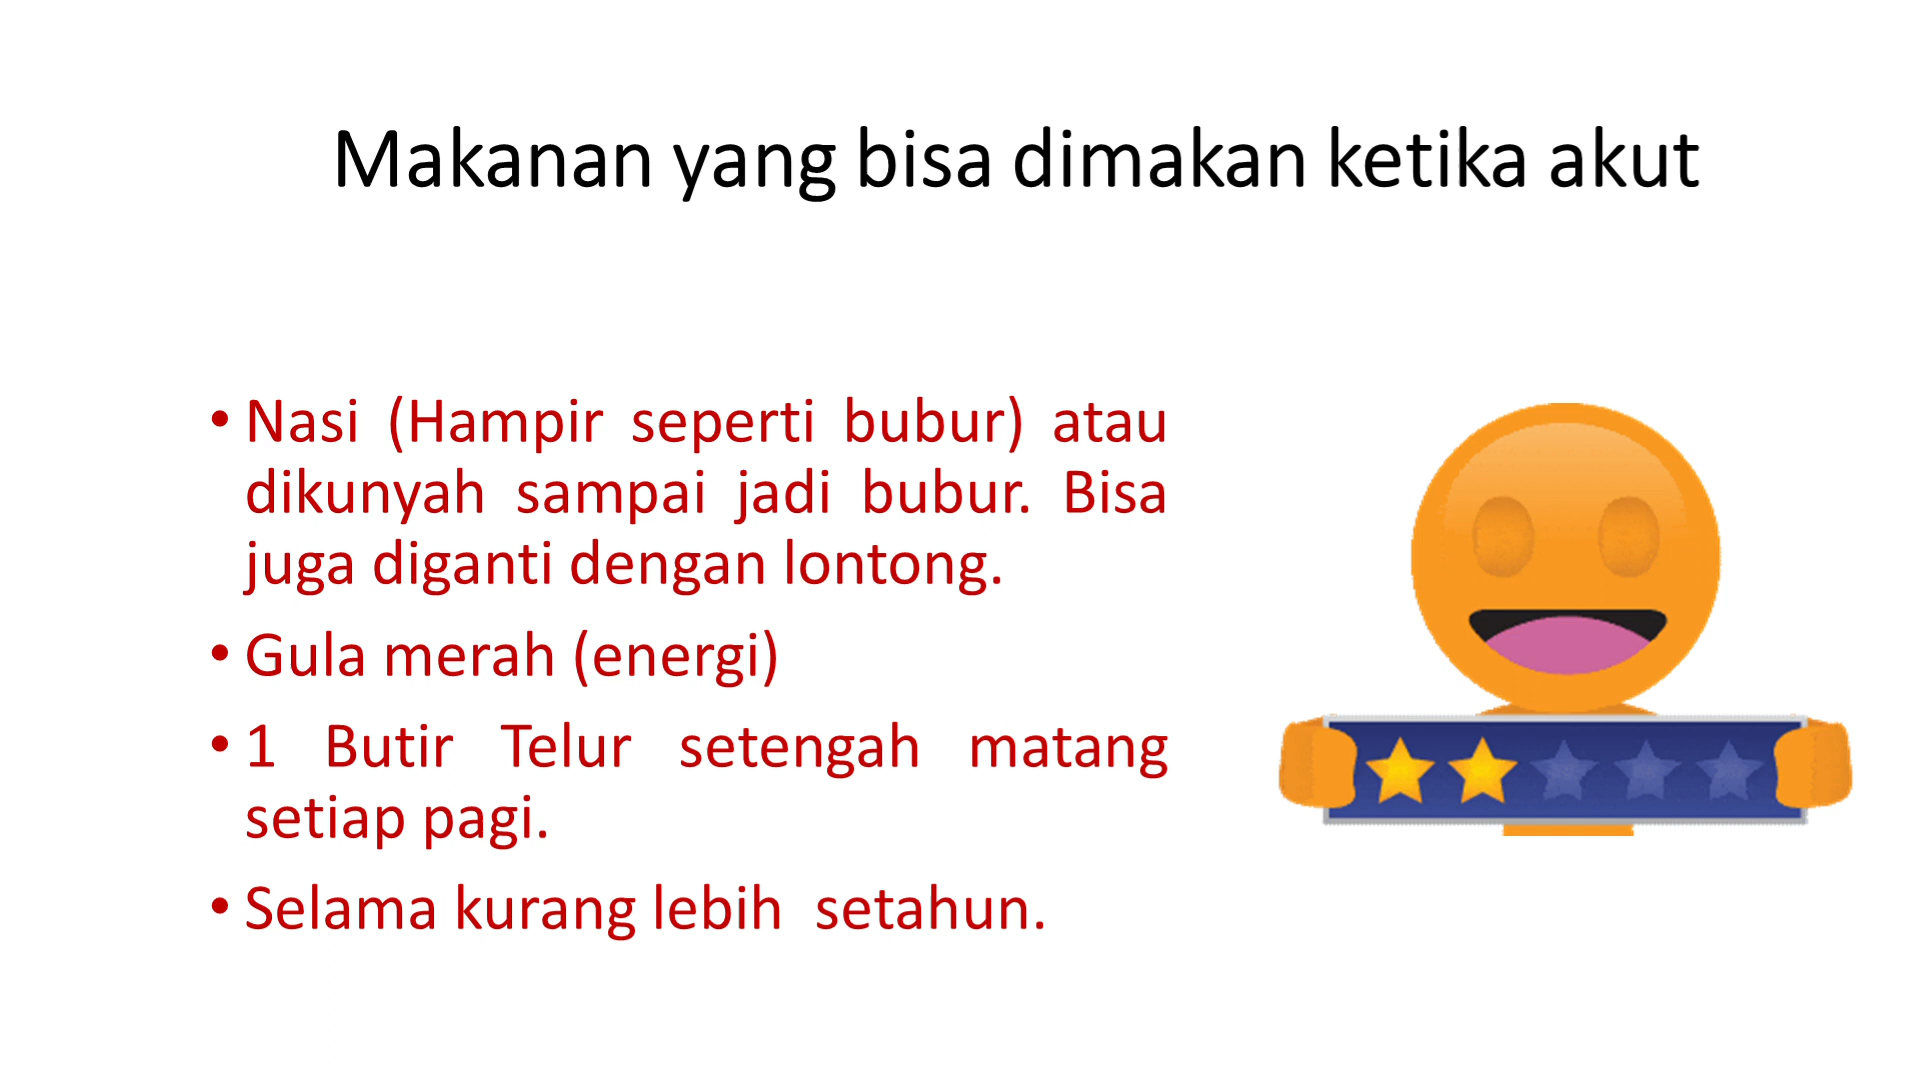 Makanan yang bisa dimakan ketika akut
• Nasi (Hampir seperti bubur) atau
dikunyah sampai jadi bubur. Bisa
juga diganti dengan lontong.
• Gula merah (energi)
• 1 Butir Telur setengah matang
setiap pagi.
• Selama kurang lebih  setahun.